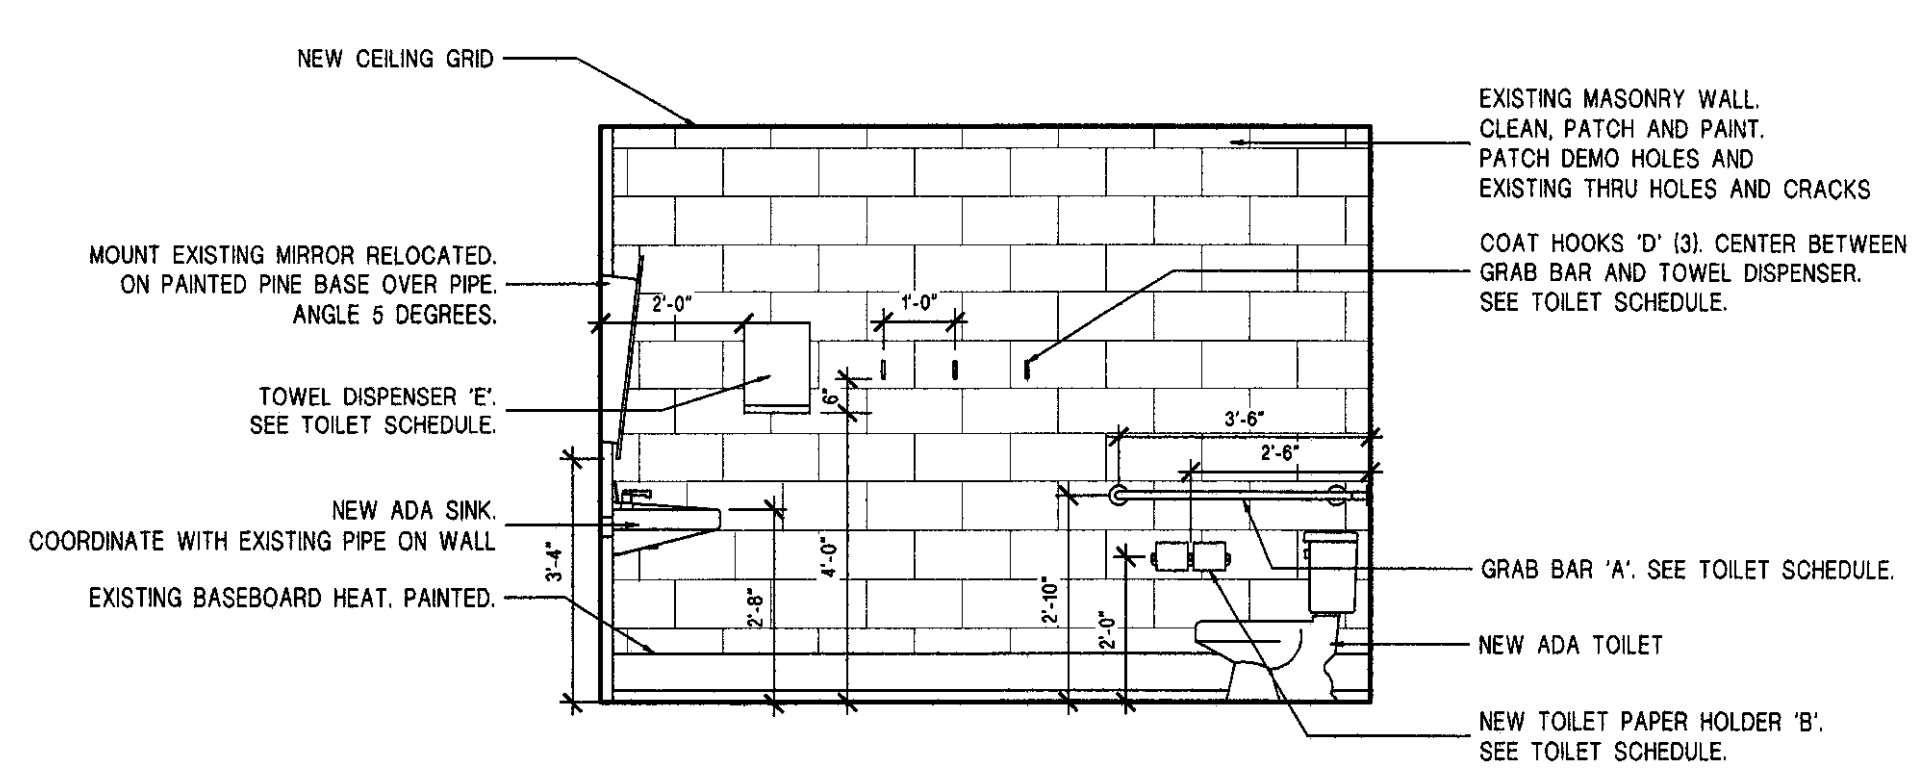 NEW CEILING GRID
EXISTING MASONRY WALL.
CLEAN, PATCH AND PAINT.
PATCH DEMO HOLES AND
EXISTING THRU HOLES AND CRACKS
MOUNT EXISTING MIRROR RELOCATED.
ON PAINTED PINE BASE OVER PIPE.
ANGLE 5 DEGREES.
COAT HOOKS 'D' (3). CENTER BETWEEN
GRAB BAR AND TOWEL DISPENSER.
SEE TOILET SCHEDULE.
2'-0"
1'-0"
TOWEL DISPENSER 'E'.
SEE TOILET SCHEDULE.
6"
3'-6"
2'-6"
NEW ADA SINK.
COORDINATE WITH EXISTING PIPE ON WALL
3'-4"
EXISTING BASEBOARD HEAT. PAINTED.
2'-8"
4'-0"
2'-10"
2'-0"
GRAB BAR 'A'. SEE TOILET SCHEDULE.
NEW ADA TOILET
NEW TOILET PAPER HOLDER 'B'.
SEE TOILET SCHEDULE.